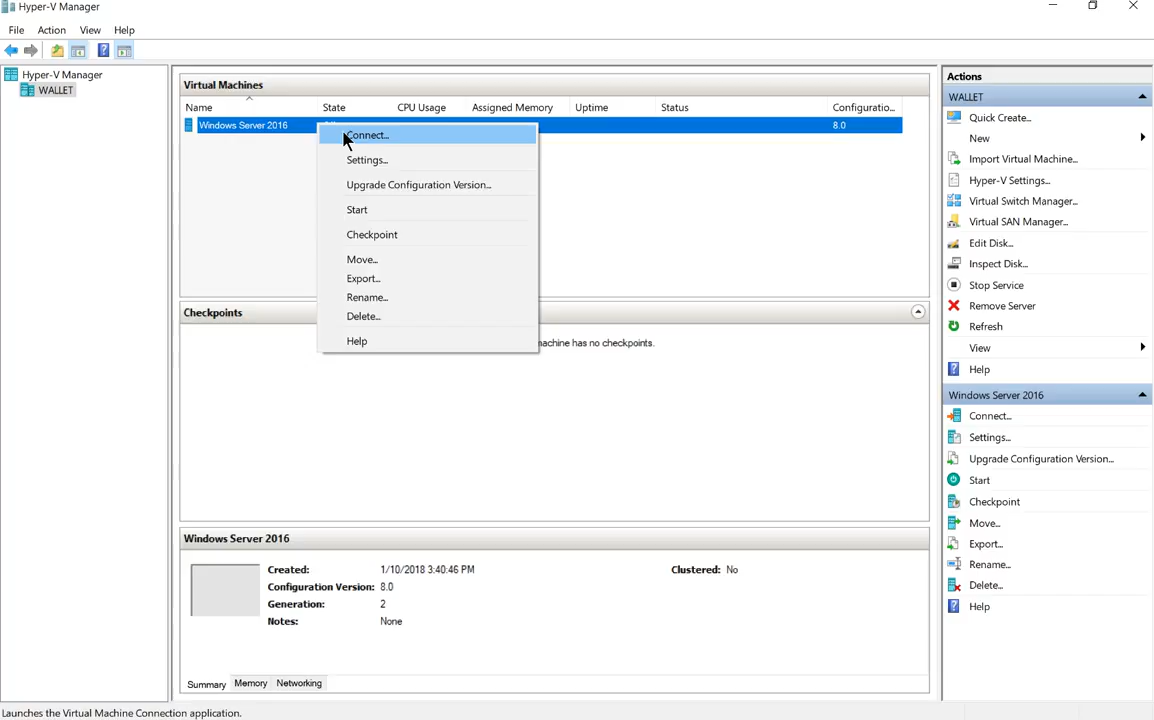 Hyper-V Manager
File Action View Help
Hyper-V Manager
WALLET
Virtual Machines
Name State CPU Usage Assigned Memory Uptime Status Configuratio...
Windows Server 2016 8.0
Connect...
Settings...
Upgrade Configuration Version...
Start
Checkpoint
Move...
Export...
Rename...
Delete...
Help
Checkpoints
machine has no checkpoints.
Windows Server 2016
Created: 1/10/2018 3:40:46 PM Clustered: No
Configuration Version: 8.0
Generation: 2
Notes: None
Summary Memory Networking
Actions
WALLET
Quick Create...
New
Import Virtual Machine...
Hyper-V Settings...
Virtual Switch Manager...
Virtual SAN Manager...
Edit Disk...
Inspect Disk...
Stop Service
Remove Server
Refresh
View
Help
Windows Server 2016
Connect...
Settings...
Upgrade Configuration Version...
Start
Checkpoint
Move...
Export...
Rename...
Delete...
Help
Launches the Virtual Machine Connection application.